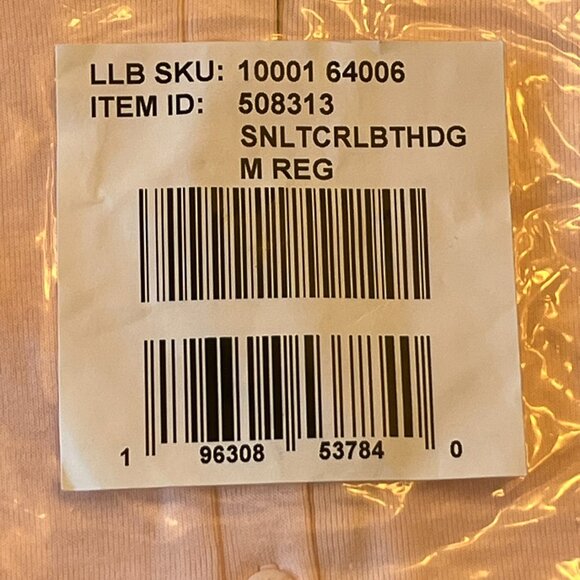 LLB SKU: 10001 64006
ITEM ID: 508313
SNLTCRLBTHDG
M REG
1 96308 53784 0